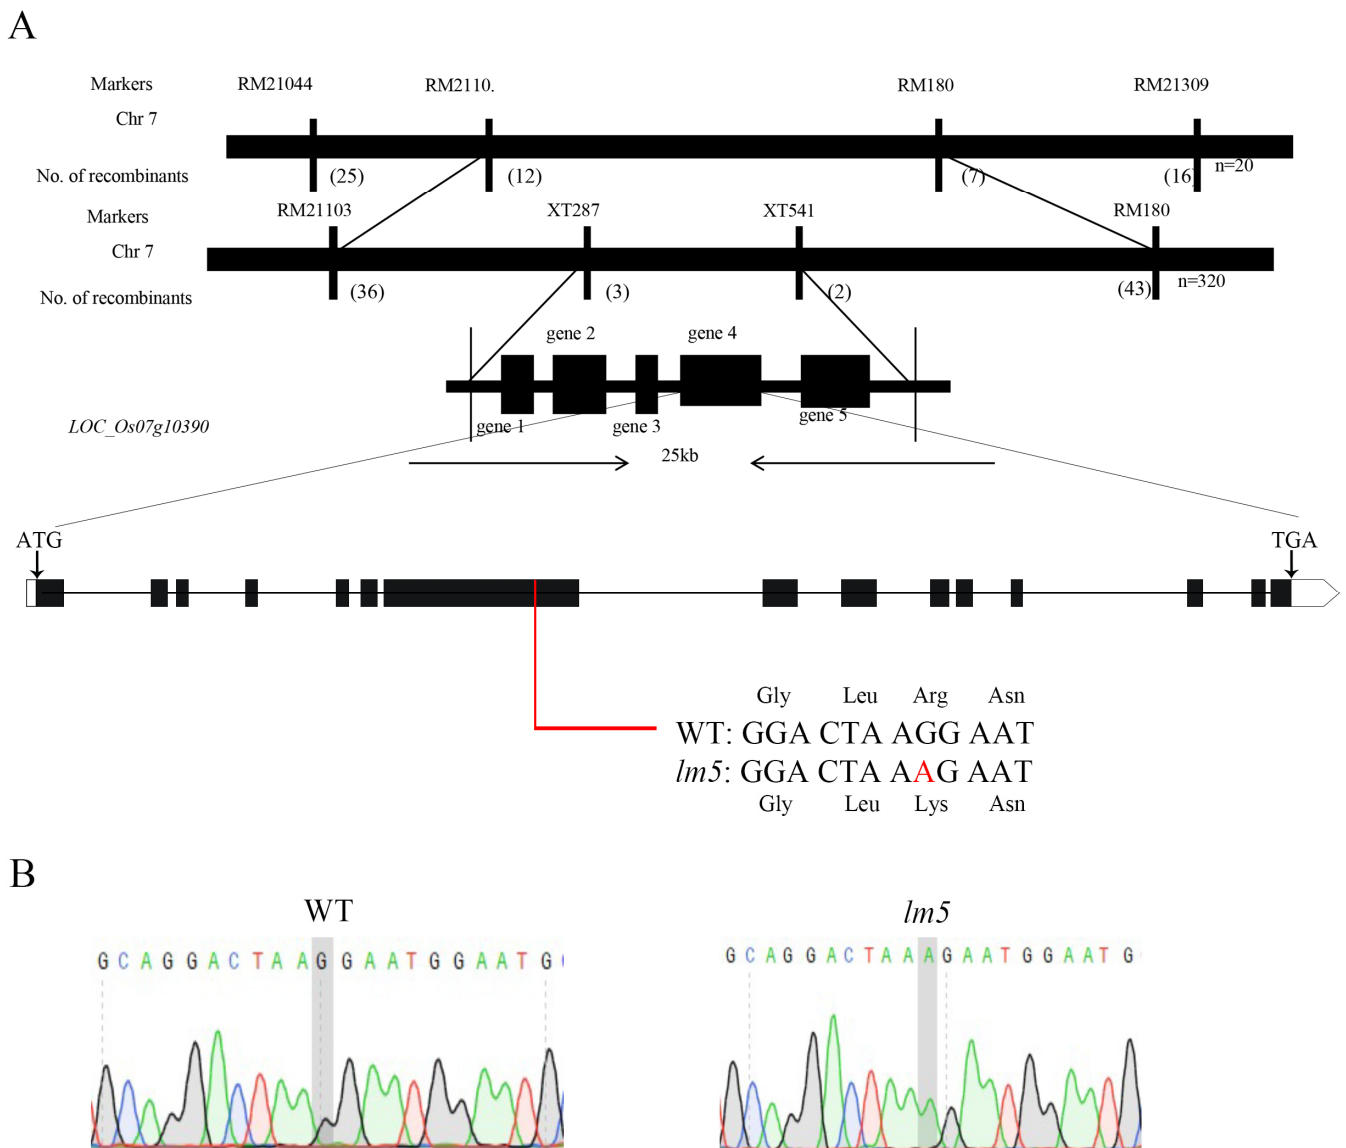 A
Markers RM21044 RM2110. RM180 RM21309
Chr 7
No. of recombinants (25) (12) (7) (16) n=20
Markers RM21103 XT287 XT541 RM180
Chr 7
No. of recombinants (36) (3) (2) (43) n=320
gene 2 gene 4
LOC_Os07g10390 gene 1 gene 3 gene 5
25kb
ATG TGA
Gly Leu Arg Asn
WT: GGA CTA AGG AAT
lm5: GGA CTA AAG AAT
Gly Leu Lys Asn
B
WT lm5
G C A G G A C T A A G G A A T G G A A T G
G C A G G A C T A A A G A A T G G A A T G